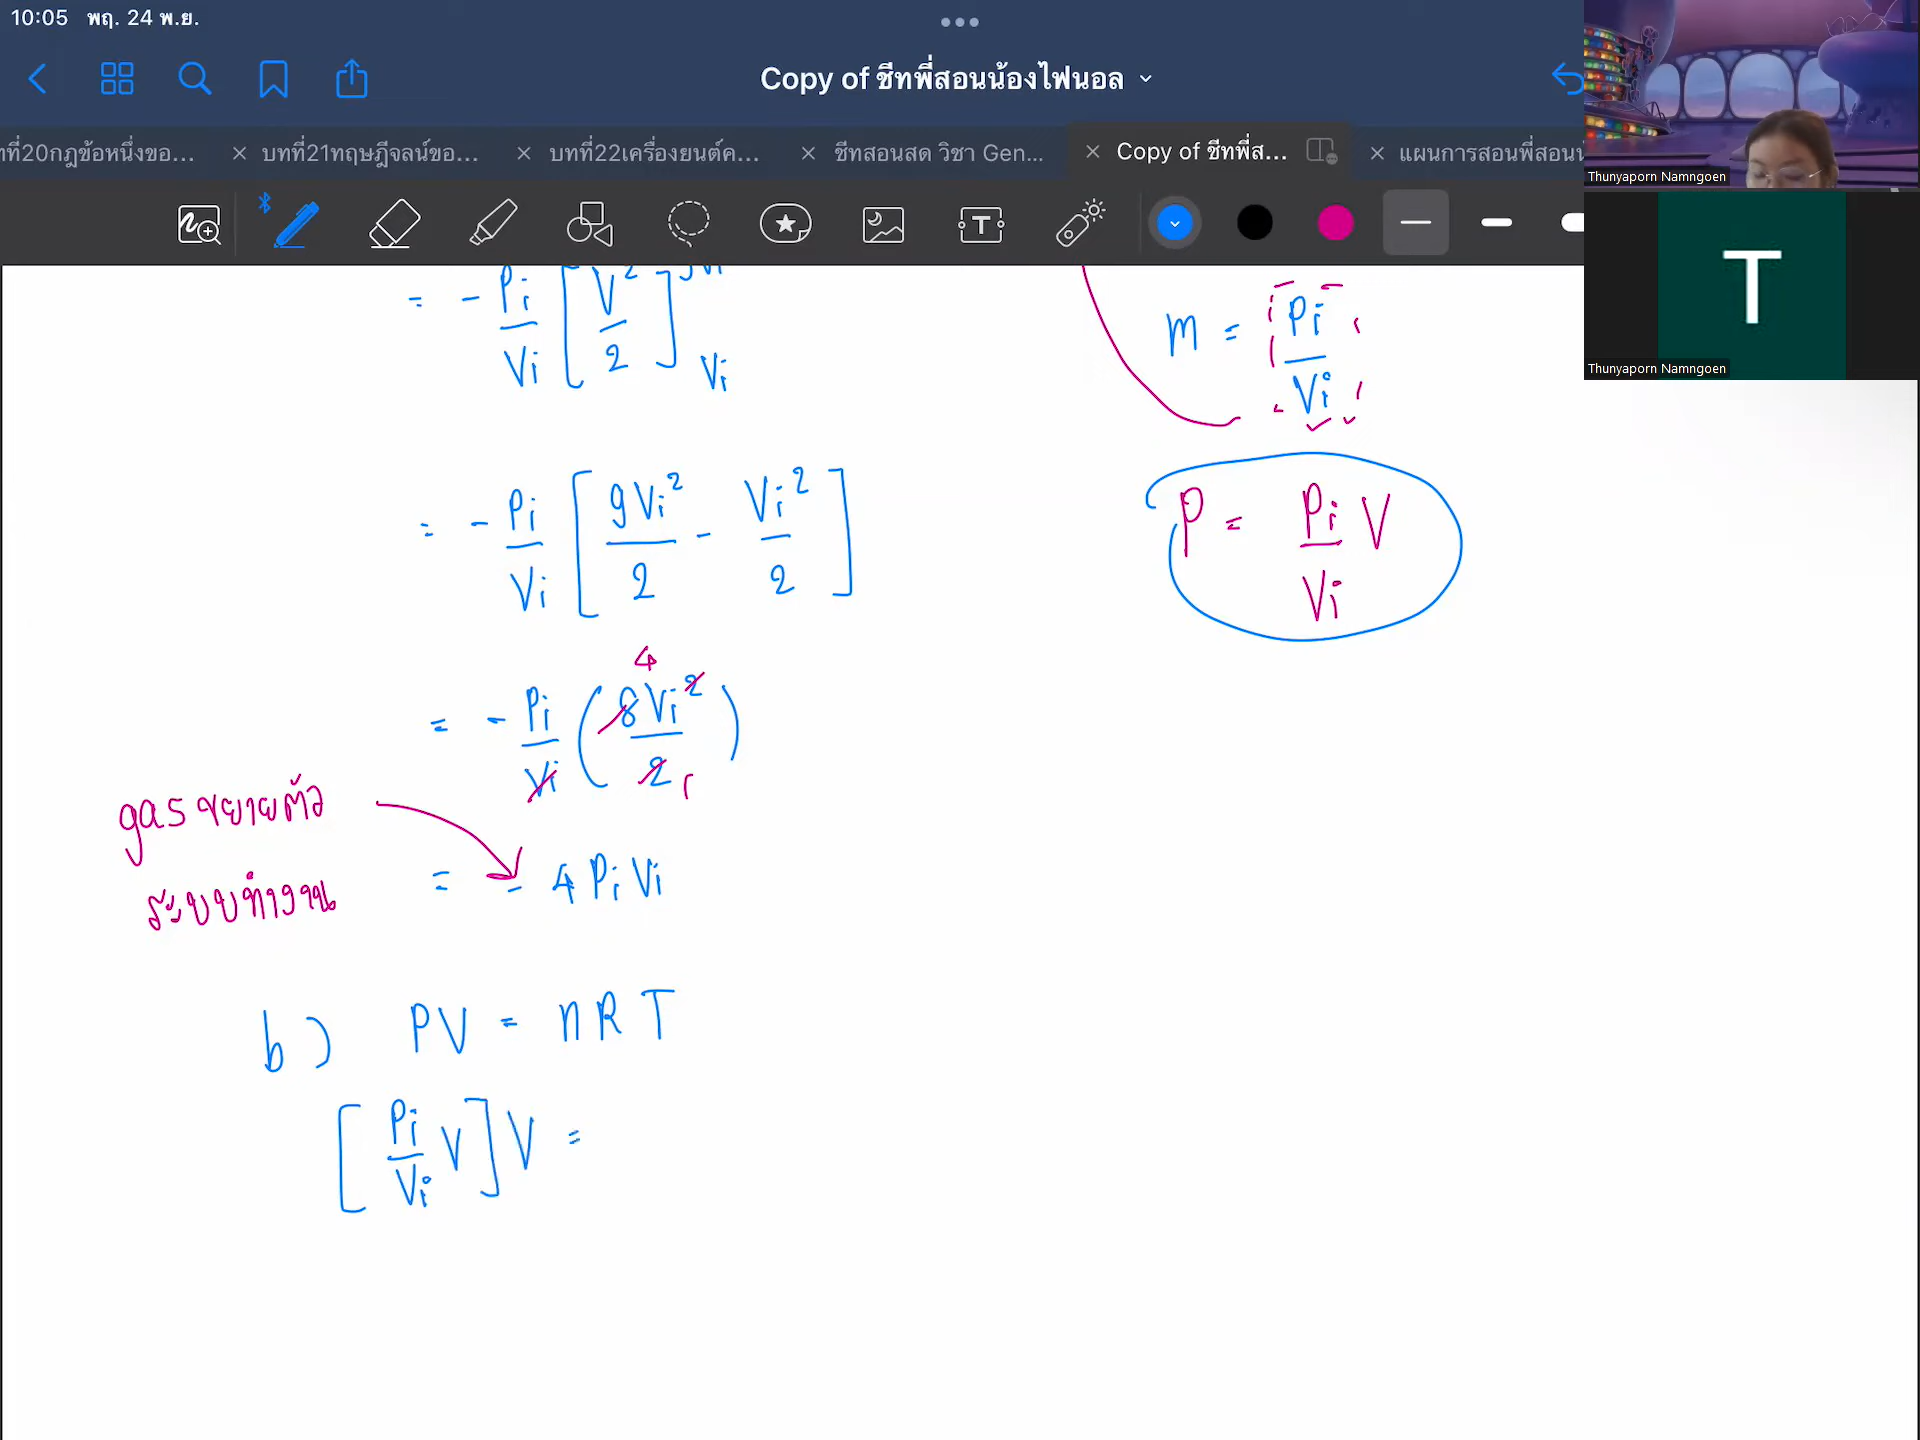 10:05 พฤ. 24 พ.ย.
Copy of ชีทพี่สอนน้องไฟนอล
ที่20กฎข้อหนึ่งขอ...
บทที่21ทฤษฎีจลน์ขอ...
บทที่22เครื่องยนต์ค...
ชีทสอนสด วิชา Gen...
Copy of ชีทพี่ส...
แผนการสอนพี่สอน
Thunyaporn Namngoen
T
Thunyaporn Namngoen
= - Pi/Vi [V²/2] Vi
m = Pi/Vi
= - Pi/Vi [9Vi²/2 - Vi²/2]
P = Pi/Vi V
4
= - Pi/Vi (8Vi²/2) 1
gas ขยายตัว
ระบบทำงาน
= - 4 Pi Vi
b) PV = nRT
[Pi/Vi V] V =